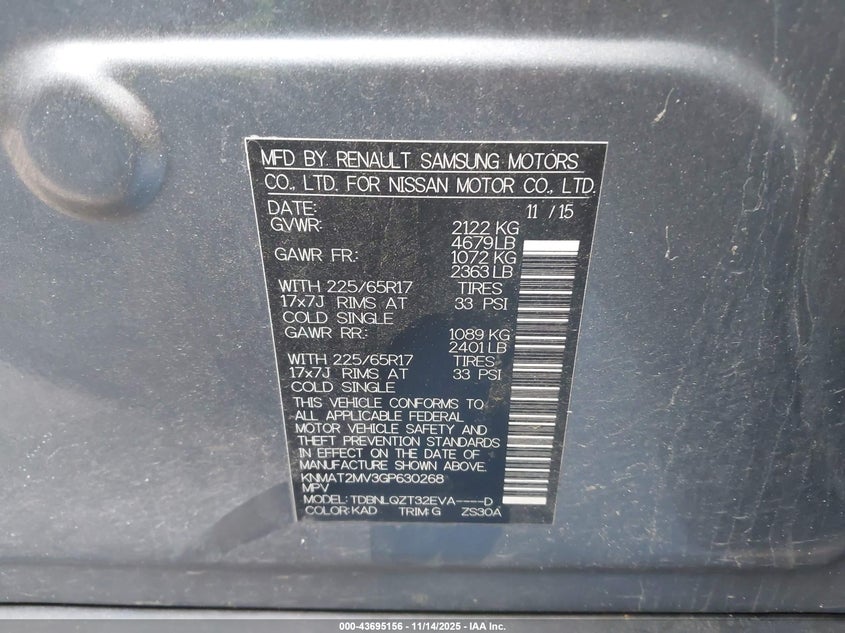 MFD BY RENAULT SAMSUNG MOTORS
CO., LTD. FOR NISSAN MOTOR CO., LTD.
DATE: 11 / 15
GVWR: 2122 KG
4679 LB
GAWR FR.: 1072 KG
2363 LB
WITH 225/65R17 TIRES
17x7J RIMS AT 33 PSI
COLD SINGLE
GAWR RR.: 1089 KG
2401 LB
WITH 225/65R17 TIRES
17x7J RIMS AT 33 PSI
COLD SINGLE
THIS VEHICLE CONFORMS TO
ALL APPLICABLE FEDERAL
MOTOR VEHICLE SAFETY AND
THEFT PREVENTION STANDARDS
IN EFFECT ON THE DATE OF
MANUFACTURE SHOWN ABOVE.
KNMAT2MV3GP630268
MPV
MODEL: TDBNLQZT32EVA----D
COLOR: KAD TRIM: G ZS30A
000-43695156 - 11/14/2025 - IAA Inc.